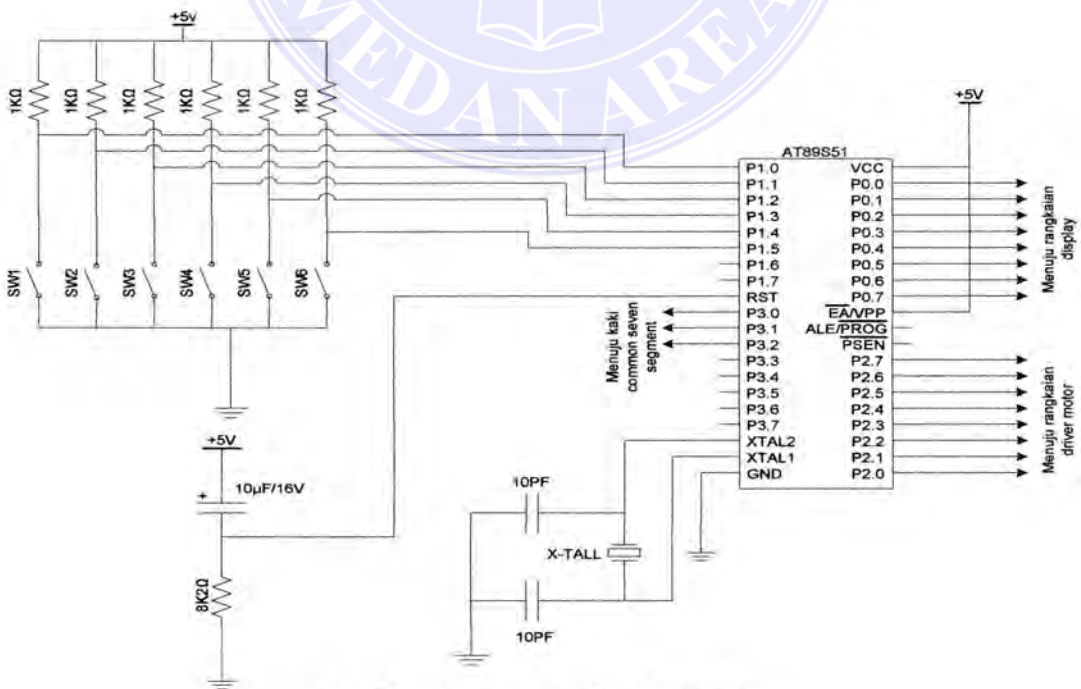 MEDAN AREA
+5v
1KΩ 1KΩ 1KΩ 1KΩ 1KΩ 1KΩ
SW1 SW2 SW3 SW4 SW5 SW6
+5V
10µF/16V
8K2Ω
10PF
X-TALL
10PF
Menuju kaki
common seven
segment
AT89S51
P1.0
P1.1
P1.2
P1.3
P1.4
P1.5
P1.6
P1.7
RST
P3.0
P3.1
P3.2
P3.3
P3.4
P3.5
P3.6
P3.7
XTAL2
XTAL1
GND
VCC
P0.0
P0.1
P0.2
P0.3
P0.4
P0.5
P0.6
P0.7
EA/VPP
ALE/PROG
PSEN
P2.7
P2.6
P2.5
P2.4
P2.3
P2.2
P2.1
P2.0
+5V
Menuju rangkaian
display
Menuju rangkaian
driver motor